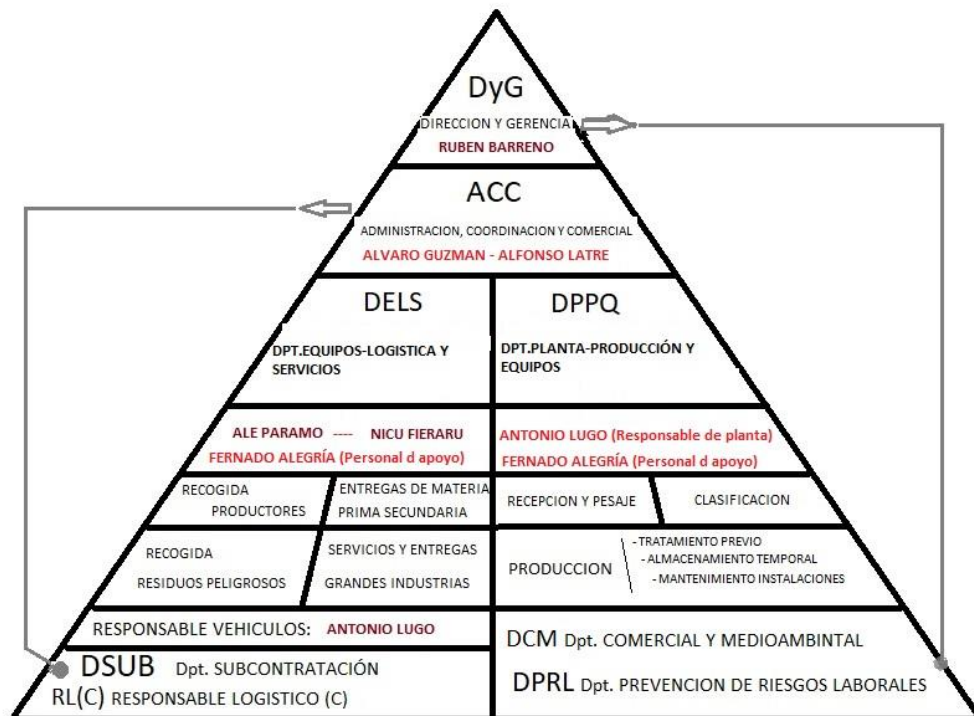 DyG
DIRECCION Y GERENCIA
RUBEN BARRENO
ACC
ADMINISTRACION, COORDINACION Y COMERCIAL
ALVARO GUZMAN - ALFONSO LATRE
DELS
DPT.EQUIPOS-LOGISTICA Y
SERVICIOS
DPPQ
DPT.PLANTA-PRODUCCIÓN Y
EQUIPOS
ALE PARAMO ---- NICU FIERARU
FERNADO ALEGRÍA (Personal d apoyo)
ANTONIO LUGO (Responsable de planta)
FERNADO ALEGRÍA (Personal d apoyo)
RECOGIDA
PRODUCTORES
ENTREGAS DE MATERIA
PRIMA SECUNDARIA
RECEPCION Y PESAJE
CLASIFICACION
RECOGIDA
RESIDUOS PELIGROSOS
SERVICIOS Y ENTREGAS
GRANDES INDUSTRIAS
PRODUCCION
- TRATAMIENTO PREVIO
- ALMACENAMIENTO TEMPORAL
- MANTENIMIENTO INSTALACIONES
RESPONSABLE VEHICULOS: ANTONIO LUGO
DSUB Dpt. SUBCONTRATACIÓN
RL(C) RESPONSABLE LOGISTICO (C)
DCM Dpt. COMERCIAL Y MEDIOAMBINTAL
DPRL Dpt. PREVENCION DE RIESGOS LABORALES